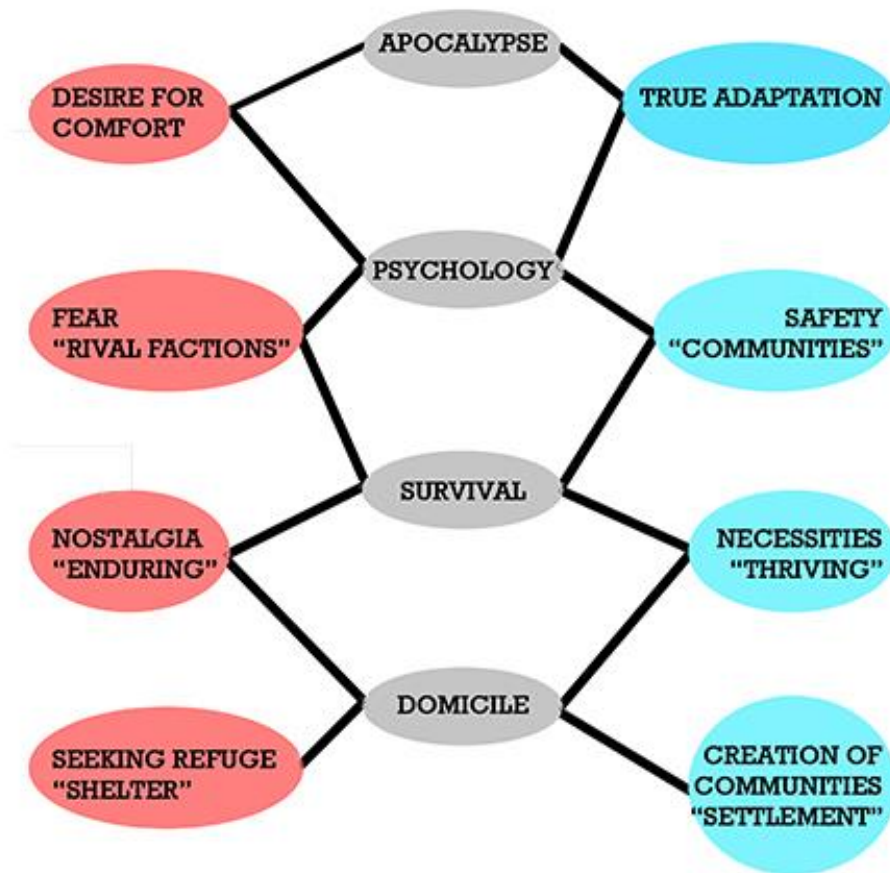 APOCALYPSE
DESIRE FOR
COMFORT
TRUE ADAPTATION
PSYCHOLOGY
FEAR
“RIVAL FACTIONS”
SAFETY
“COMMUNITIES”
SURVIVAL
NOSTALGIA
“ENDURING”
NECESSITIES
“THRIVING”
DOMICILE
SEEKING REFUGE
“SHELTER”
CREATION OF
COMMUNITIES
“SETTLEMENT”